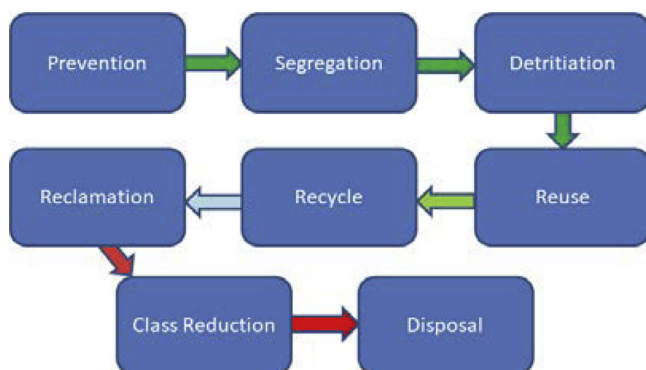 Prevention
Segregation
Detritiation
Reuse
Recycle
Reclamation
Class Reduction
Disposal